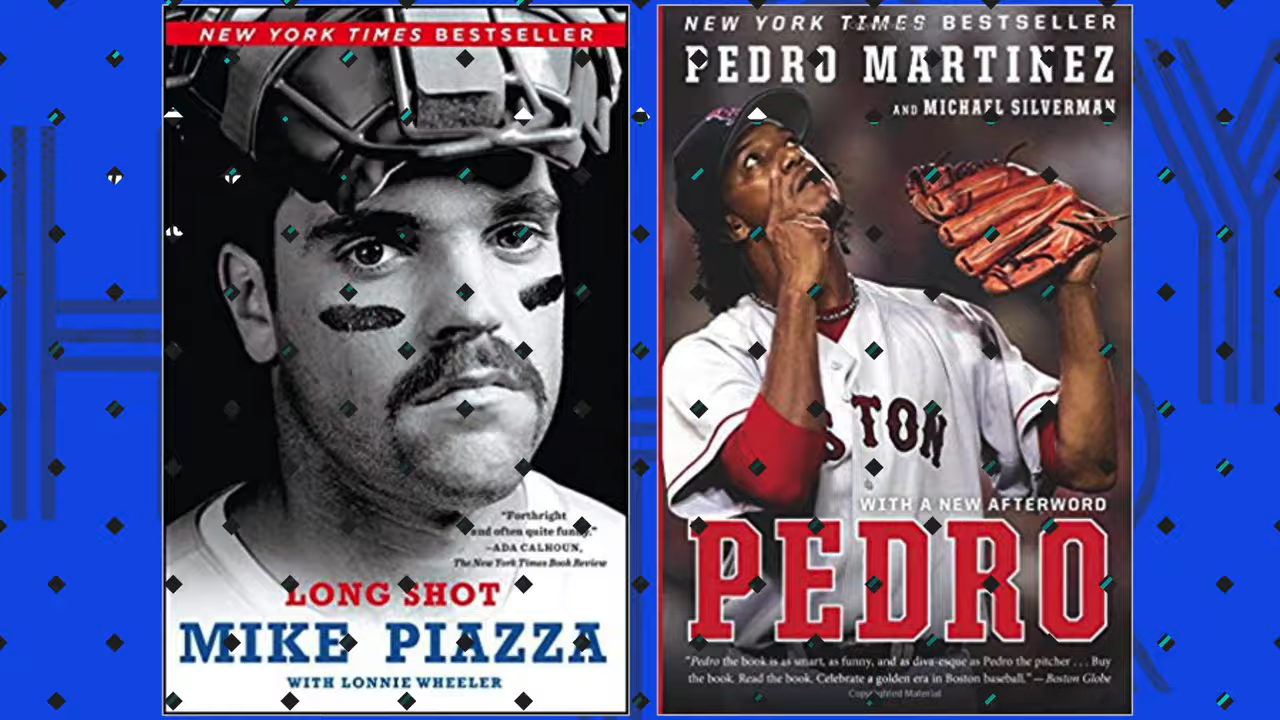 NEW YORK TIMES BESTSELLER
"Forthright
and often quite funny."
—ADA CALHOUN,
The New York Times Book Review
LONG SHOT
MIKE PIAZZA
WITH LONNIE WHEELER
NEW YORK TIMES BESTSELLER
PEDRO MARTINEZ
AND MICHAEL SILVERMAN
STON
WITH A NEW AFTERWORD
PEDRO
"Pedro the book is as smart, as funny, and as diva-esque as Pedro the pitcher . . . Buy
the book. Read the book. Celebrate a golden era in Boston baseball." — Boston Globe
Copyrighted Material